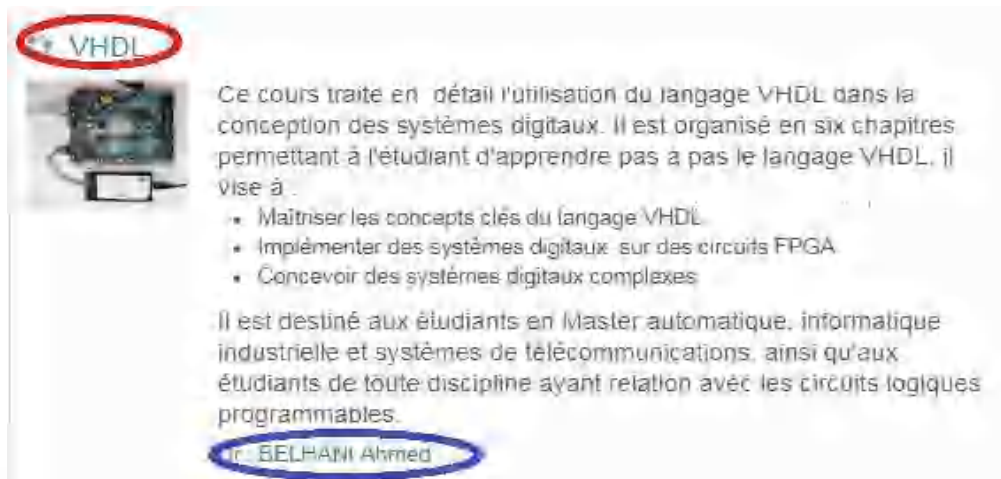 VHDL
Ce cours traite en détail l'utilisation du langage VHDL dans la
conception des systèmes digitaux. Il est organisé en six chapitres
permettant à l'étudiant d'apprendre pas a pas le langage VHDL, il
vise à :
• Maîtriser les concepts clés du langage VHDL
• Implémenter des systèmes digitaux sur des circuits FPGA
• Concevoir des systèmes digitaux complexes
Il est destiné aux étudiants en Master automatique, informatique
industrielle et systèmes de télécommunications, ainsi qu'aux
étudiants de toute discipline ayant relation avec les circuits logiques
programmables.
BELHANI Ahmed